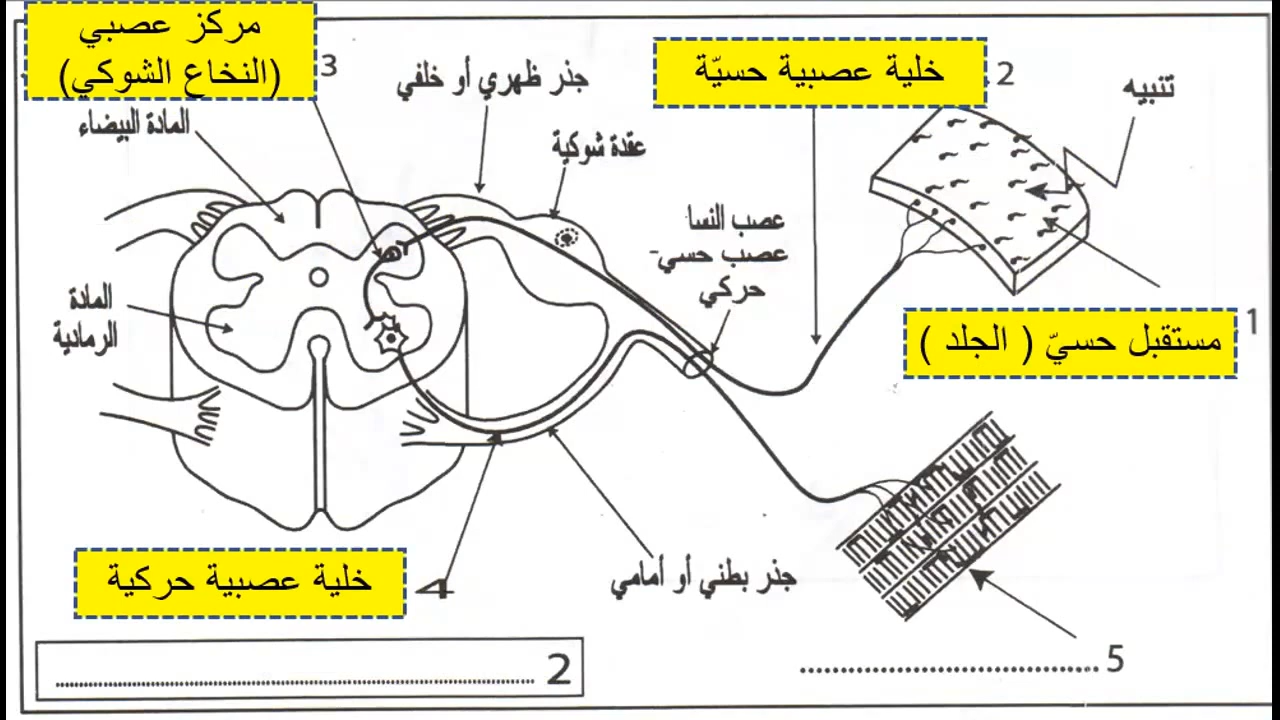 مركز عصبي
(النخاع الشوكي)
3
جذر ظهري أو خلفي
خلية عصبية حسيّة
2
تنبيه
المادة البيضاء
عقدة شوكية
عصب النسا
عصب حسي-
حركي
المادة
الرمادية
مستقبل حسيّ ( الجلد )
1
خلية عصبية حركية
4
جذر بطني أو أمامي
5 ........................................
2 ........................................